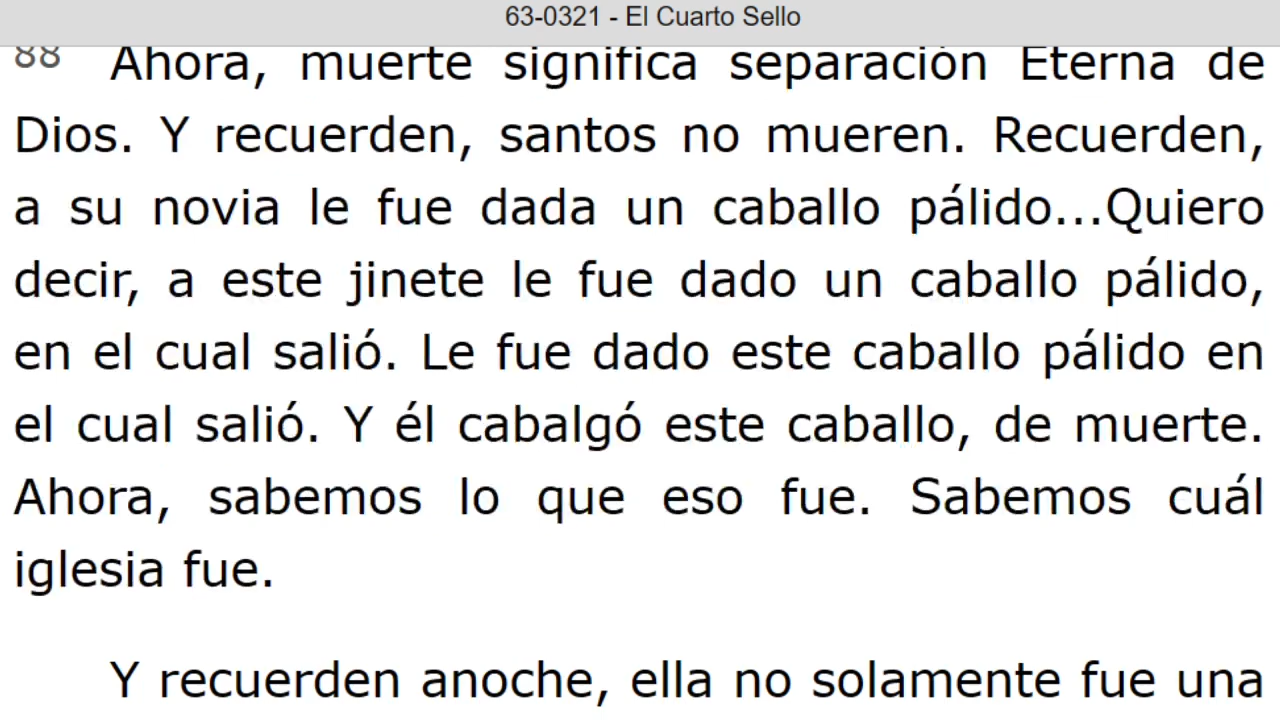 63-0321 - El Cuarto Sello
88 Ahora, muerte significa separación Eterna de
Dios. Y recuerden, santos no mueren. Recuerden,
a su novia le fue dada un caballo pálido...Quiero
decir, a este jinete le fue dado un caballo pálido,
en el cual salió. Le fue dado este caballo pálido en
el cual salió. Y él cabalgó este caballo, de muerte.
Ahora, sabemos lo que eso fue. Sabemos cuál
iglesia fue.
Y recuerden anoche, ella no solamente fue una